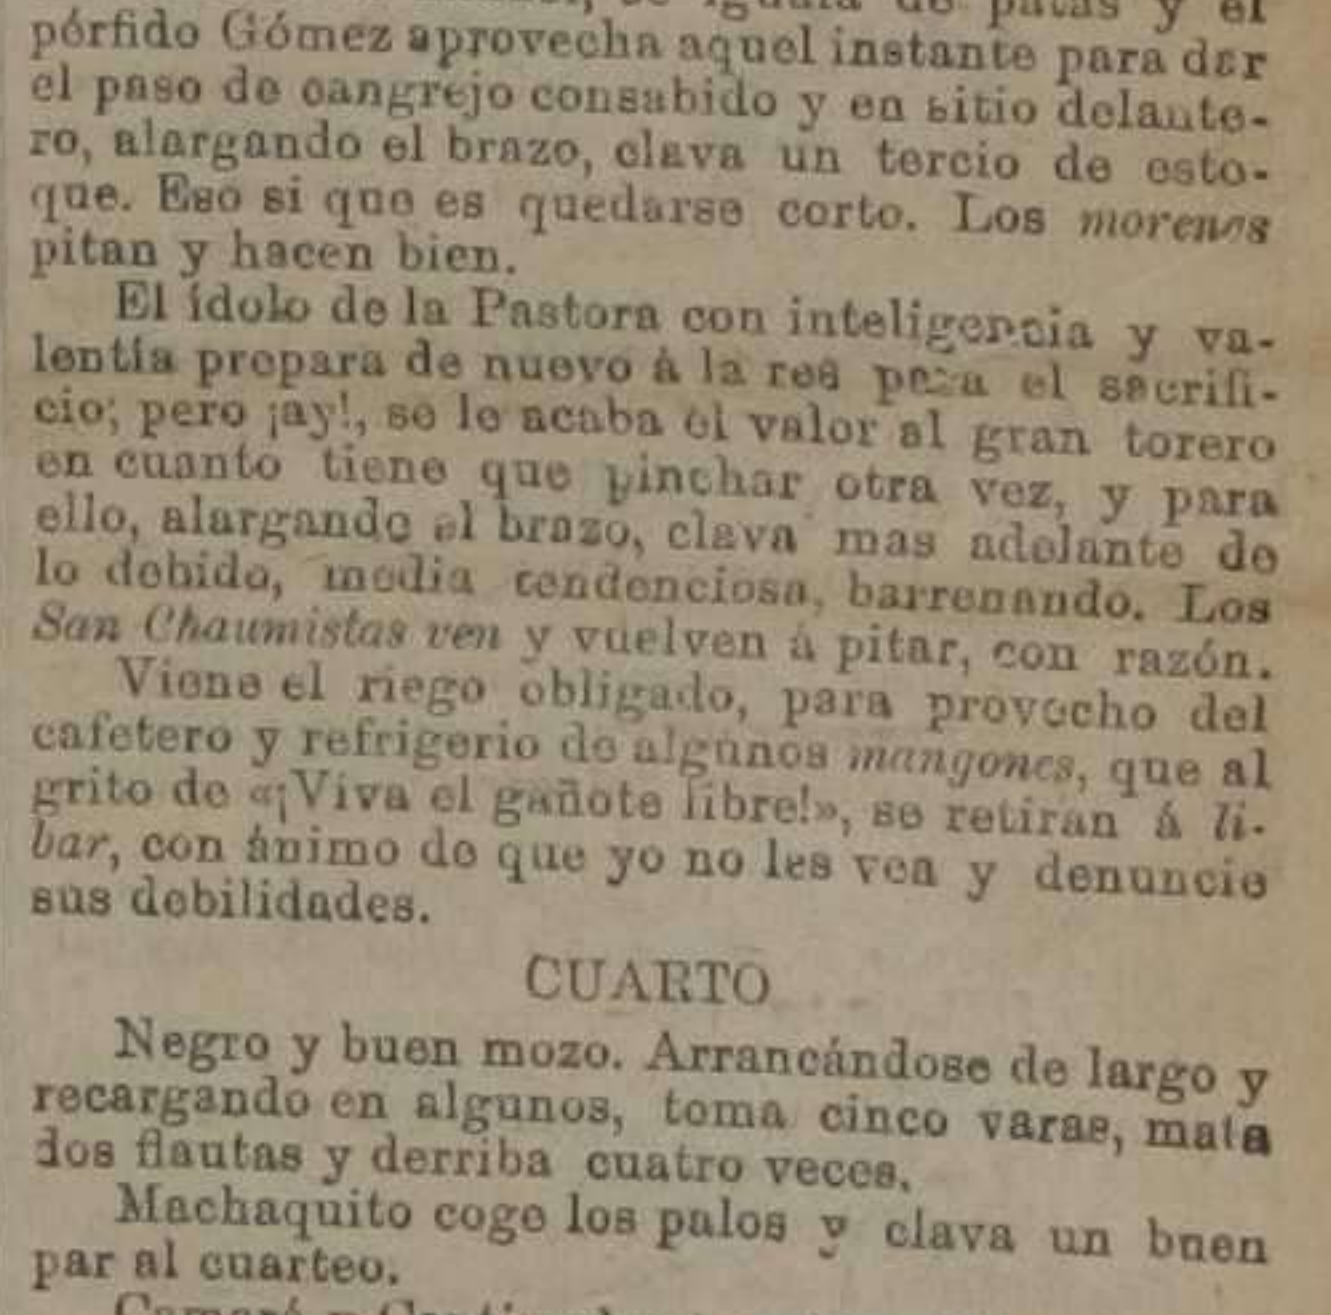 se iguala de patas y el
pórfido Gómez aprovecha aquel instante para dar
el paso de cangrejo consabido y en sitio delante-
ro, alargando el brazo, clava un tercio de esto-
que. Eso si que es quedarse corto. Los morenos
pitan y hacen bien.
El ídolo de la Pastora con inteligencia y va-
lentía prepara de nuevo á la res para el sacrifi-
cio; pero ¡ay!, se le acaba el valor al gran torero
en cuanto tiene que pinchar otra vez, y para
ello, alargando el brazo, clava mas adelante de
lo debido, media tendenciosa, barrenando. Los
San Chaumistas ven y vuelven á pitar, con razón.
Viene el riego obligado, para provecho del
cafetero y refrigerio de algunos mangones, que al
grito de «¡Viva el gañote libre!», se retiran á li-
bar, con ánimo de que yo no les vea y denuncie
sus debilidades.
CUARTO
Negro y buen mozo. Arrancándose de largo y
recargando en algunos, toma cinco varas, mata
dos flautas y derriba cuatro veces.
Machaquito coge los palos y clava un buen
par al cuarteo.